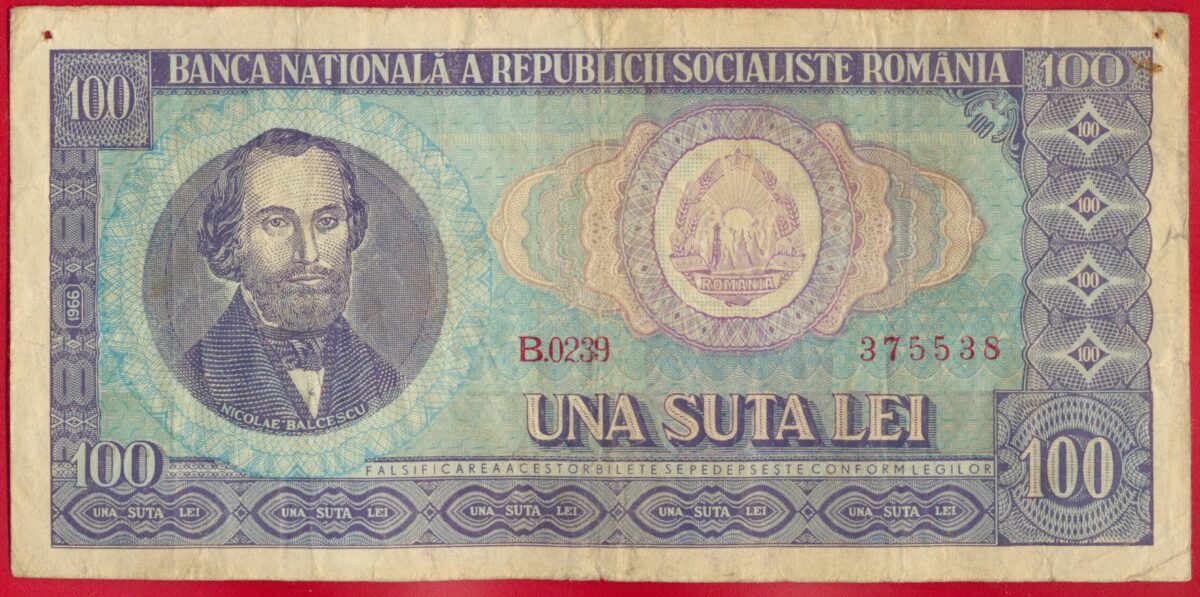 BANCA NAȚIONALĂ A REPUBLICII SOCIALISTE ROMÂNIA
100
100
100
100
100
100
100
1966
ROMANIA
B.0239
375538
NICOLAE BALCESCU
UNA SUTA LEI
100
FALSIFICAREA ACESTOR BILETE SE PEDEPSEȘTE CONFORM LEGILOR
100
UNA SUTA LEI
UNA SUTA LEI
UNA SUTA LEI
UNA SUTA LEI
UNA SUTA LEI